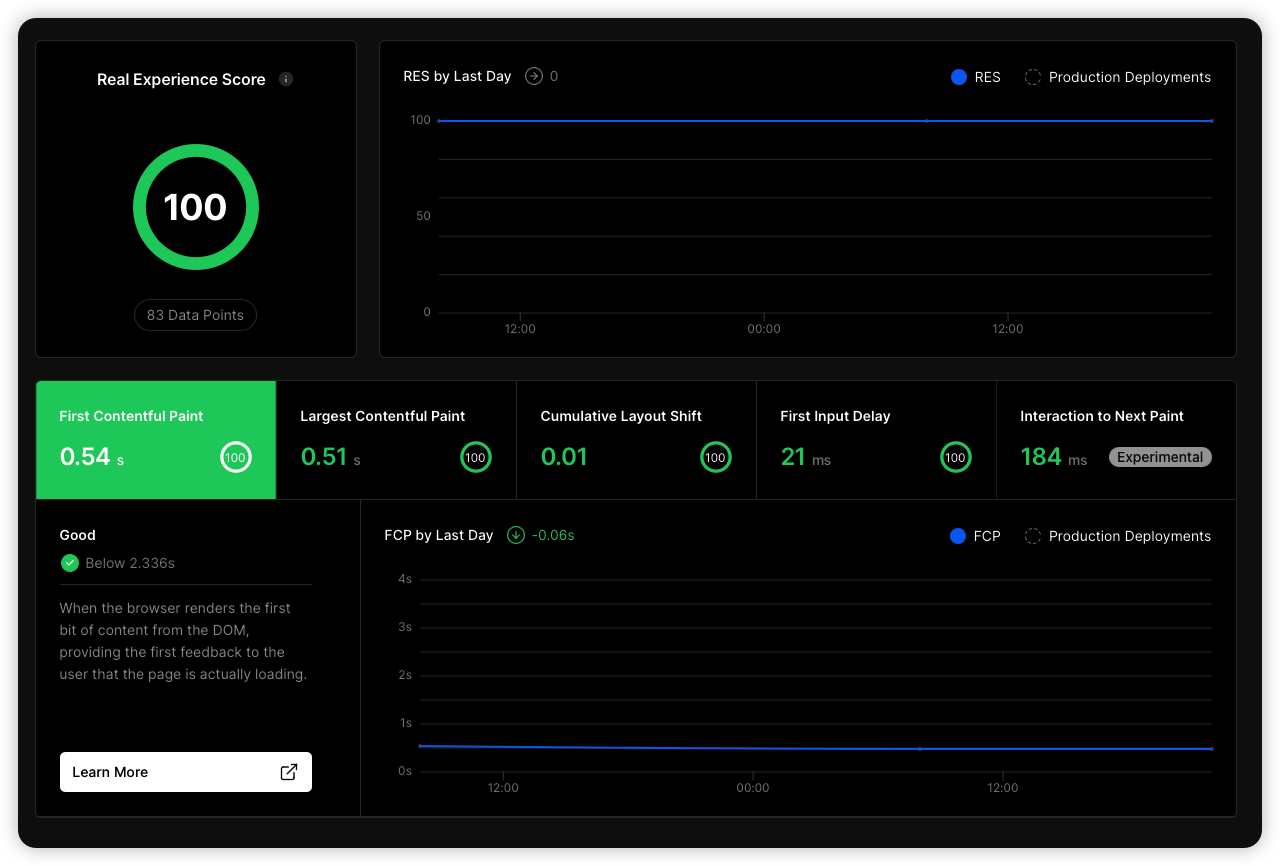 Real Experience Score
100
83 Data Points
RES by Last Day 0
RES Production Deployments
100
50
0
12:00 00:00 12:00
First Contentful Paint
0.54 s 100
Largest Contentful Paint
0.51 s 100
Cumulative Layout Shift
0.01 100
First Input Delay
21 ms 100
Interaction to Next Paint
184 ms Experimental
Good
Below 2.336s
When the browser renders the first
bit of content from the DOM,
providing the first feedback to the
user that the page is actually loading.
Learn More
FCP by Last Day -0.06s
FCP Production Deployments
4s
3s
2s
1s
0s
12:00 00:00 12:00